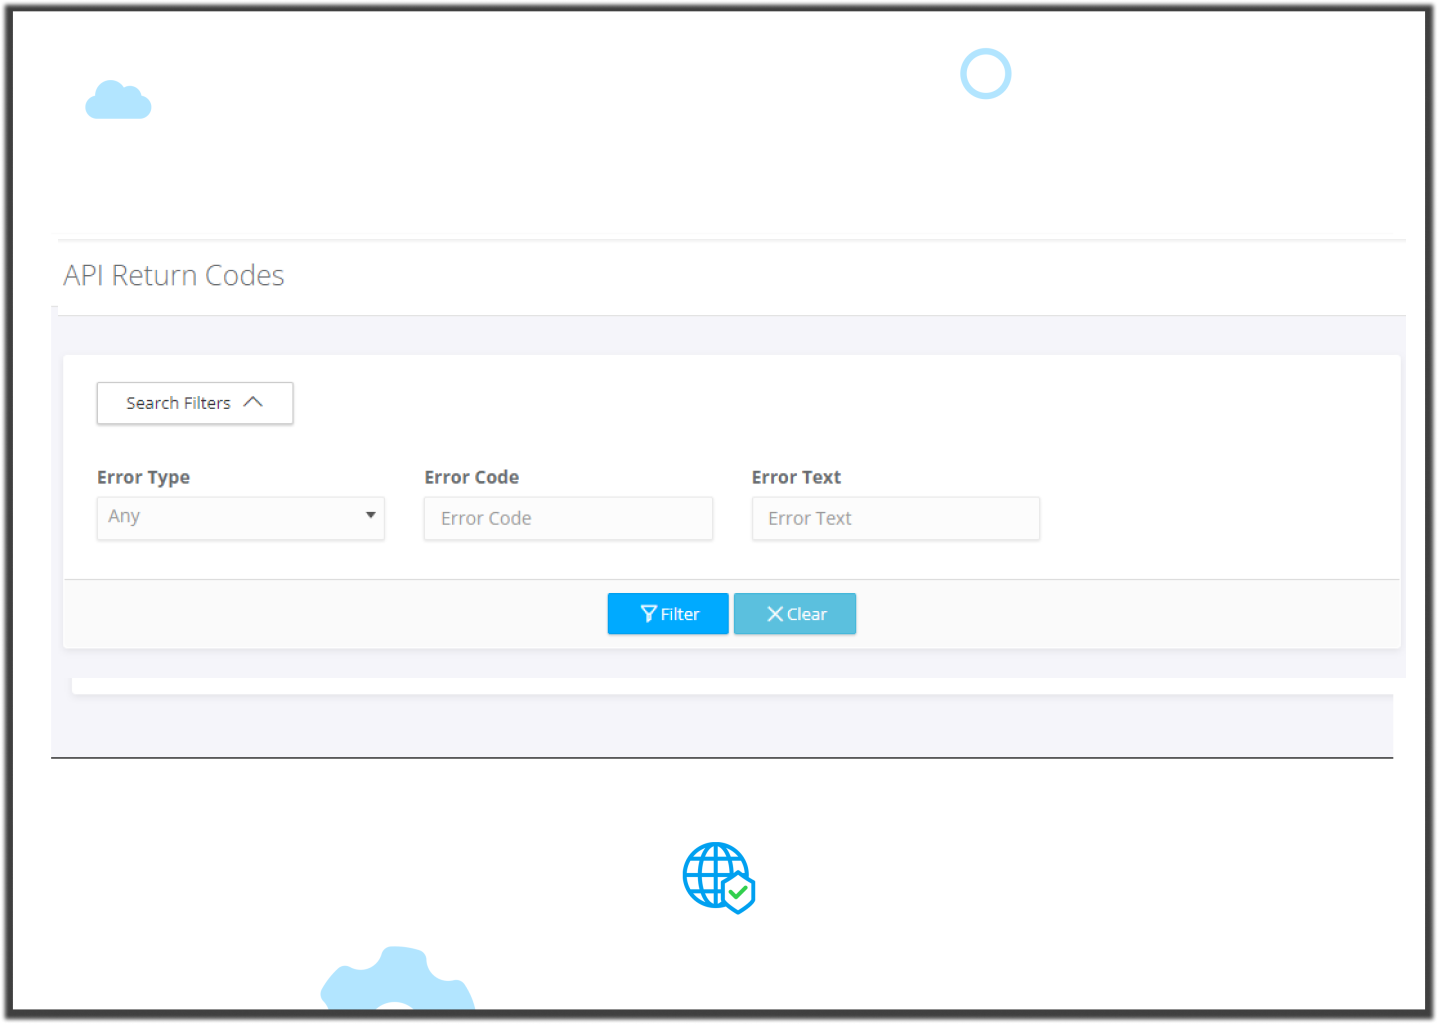 API Return Codes
Search Filters
Error Type Error Code Error Text
Any Error Code Error Text
Filter Clear